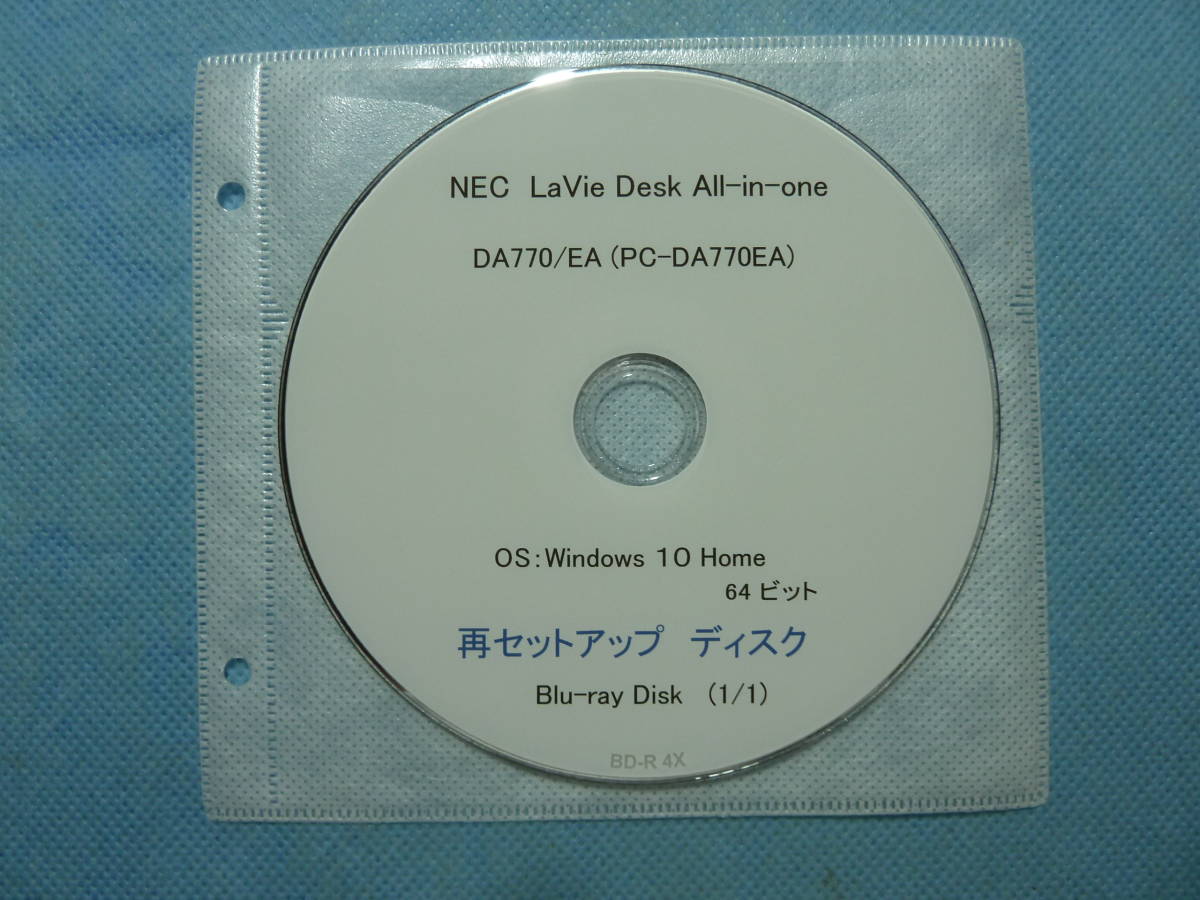 NEC LaVie Desk All-in-one
DA770/EA (PC-DA770EA)
OS:Windows 10 Home
64 ビット
再セットアップ ディスク
Blu-ray Disk (1/1)
BD-R 4X